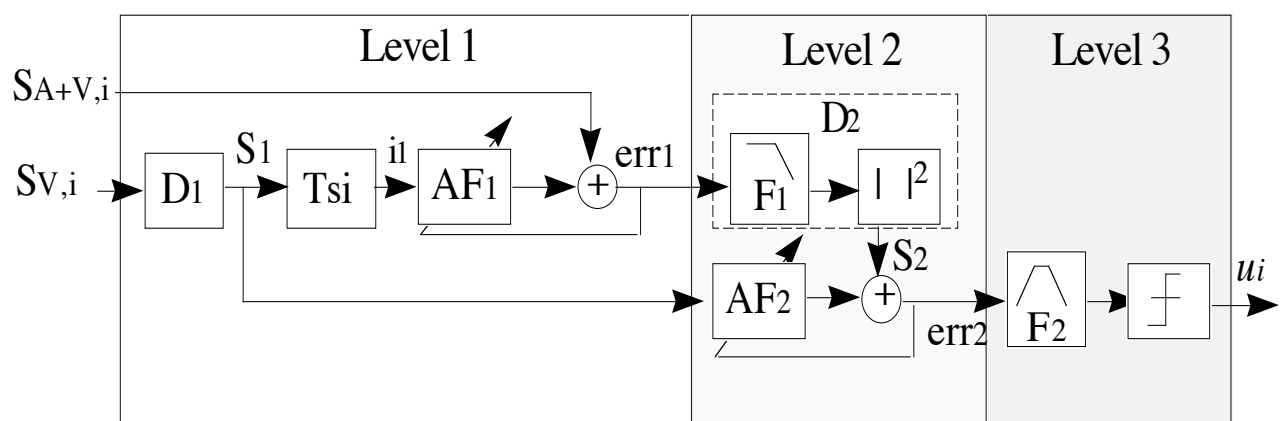 Level 1
Level 2
Level 3
SA+V,i
SV,i
D1
S1
Tsi
i1
AF1
+
err1
D2
F1
| |2
S2
AF2
+
err2
F2
ui